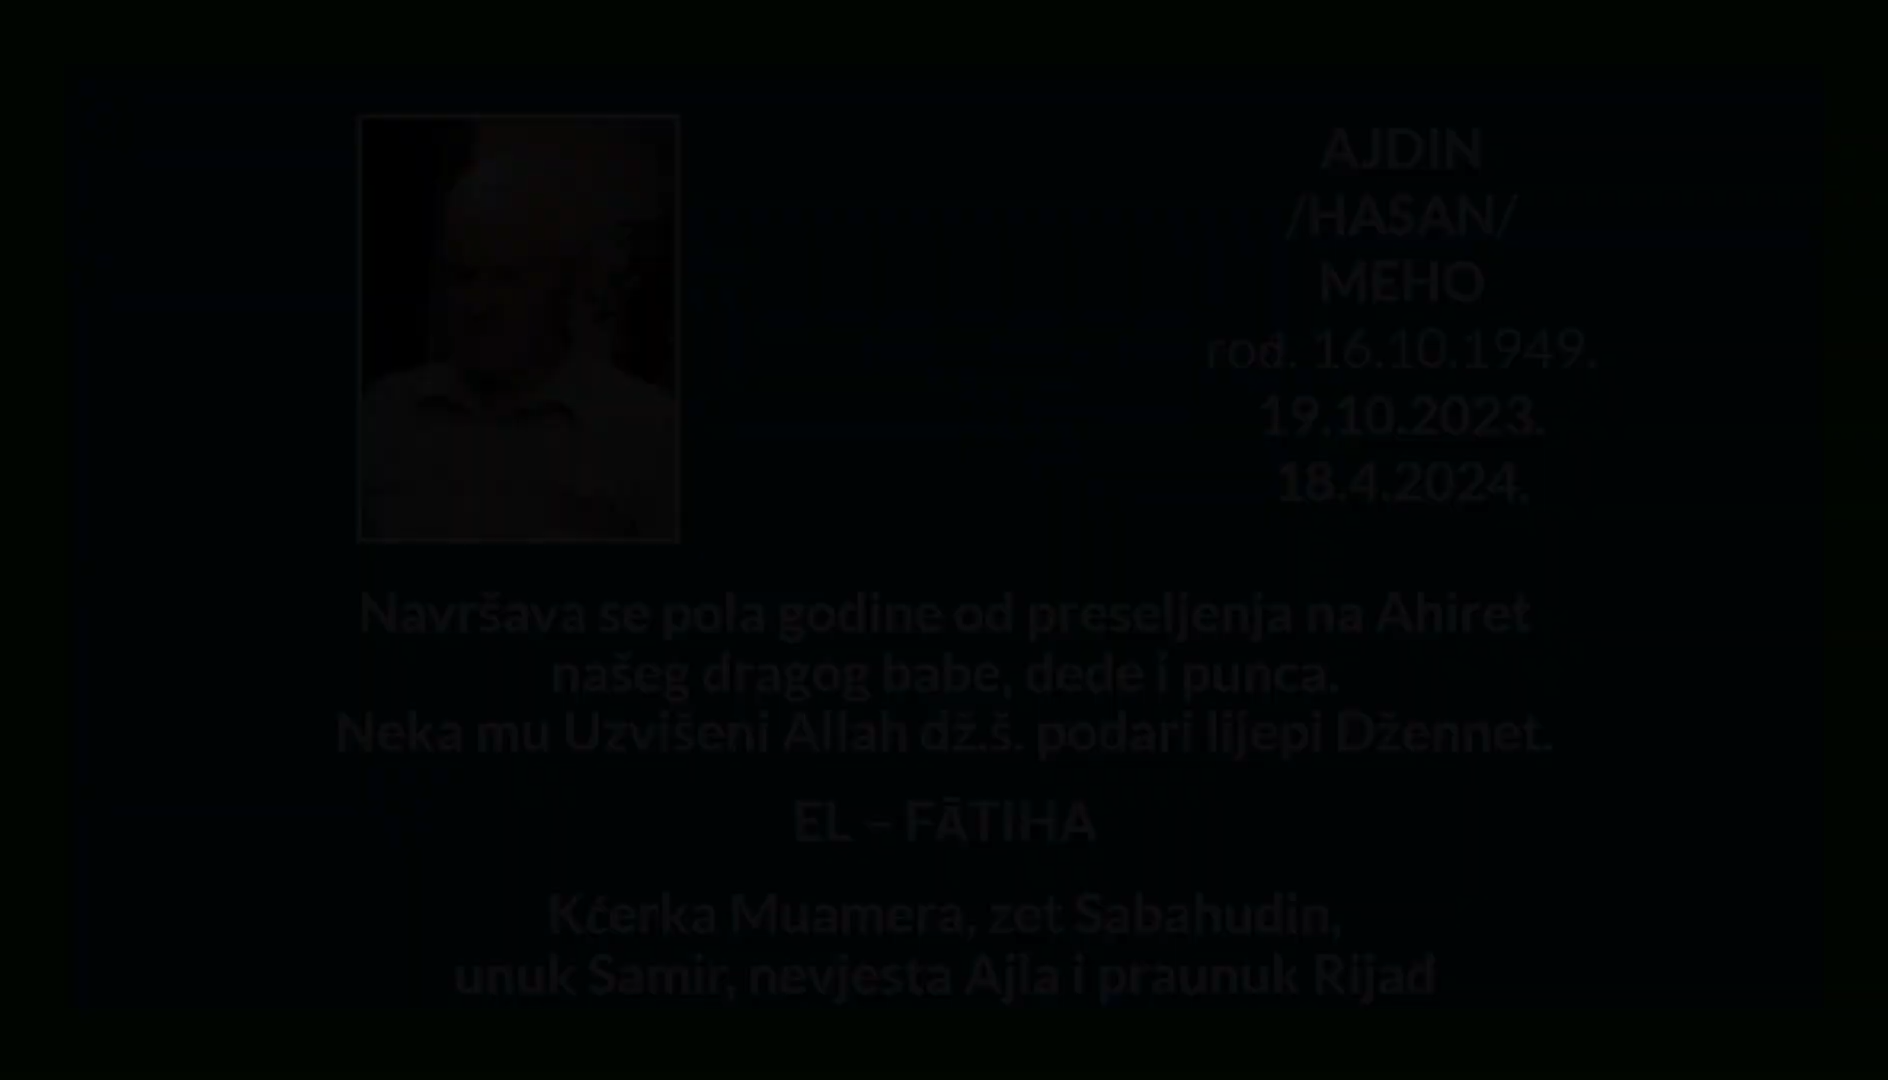 AJDIN
/HASAN/
MEHO
rod. 16.10.1949.
19.10.2023.
18.4.2024.
Navršava se pola godine od preseljenja na Ahiret
našeg dragog babe, dede i punca.
Neka mu Uzvišeni Allah dž.š. podari lijepi Džennet.
EL – FĀTIHA
Kćerka Muamera, zet Sabahudin,
unuk Samir, nevjesta Ajla i praunuk Rijad